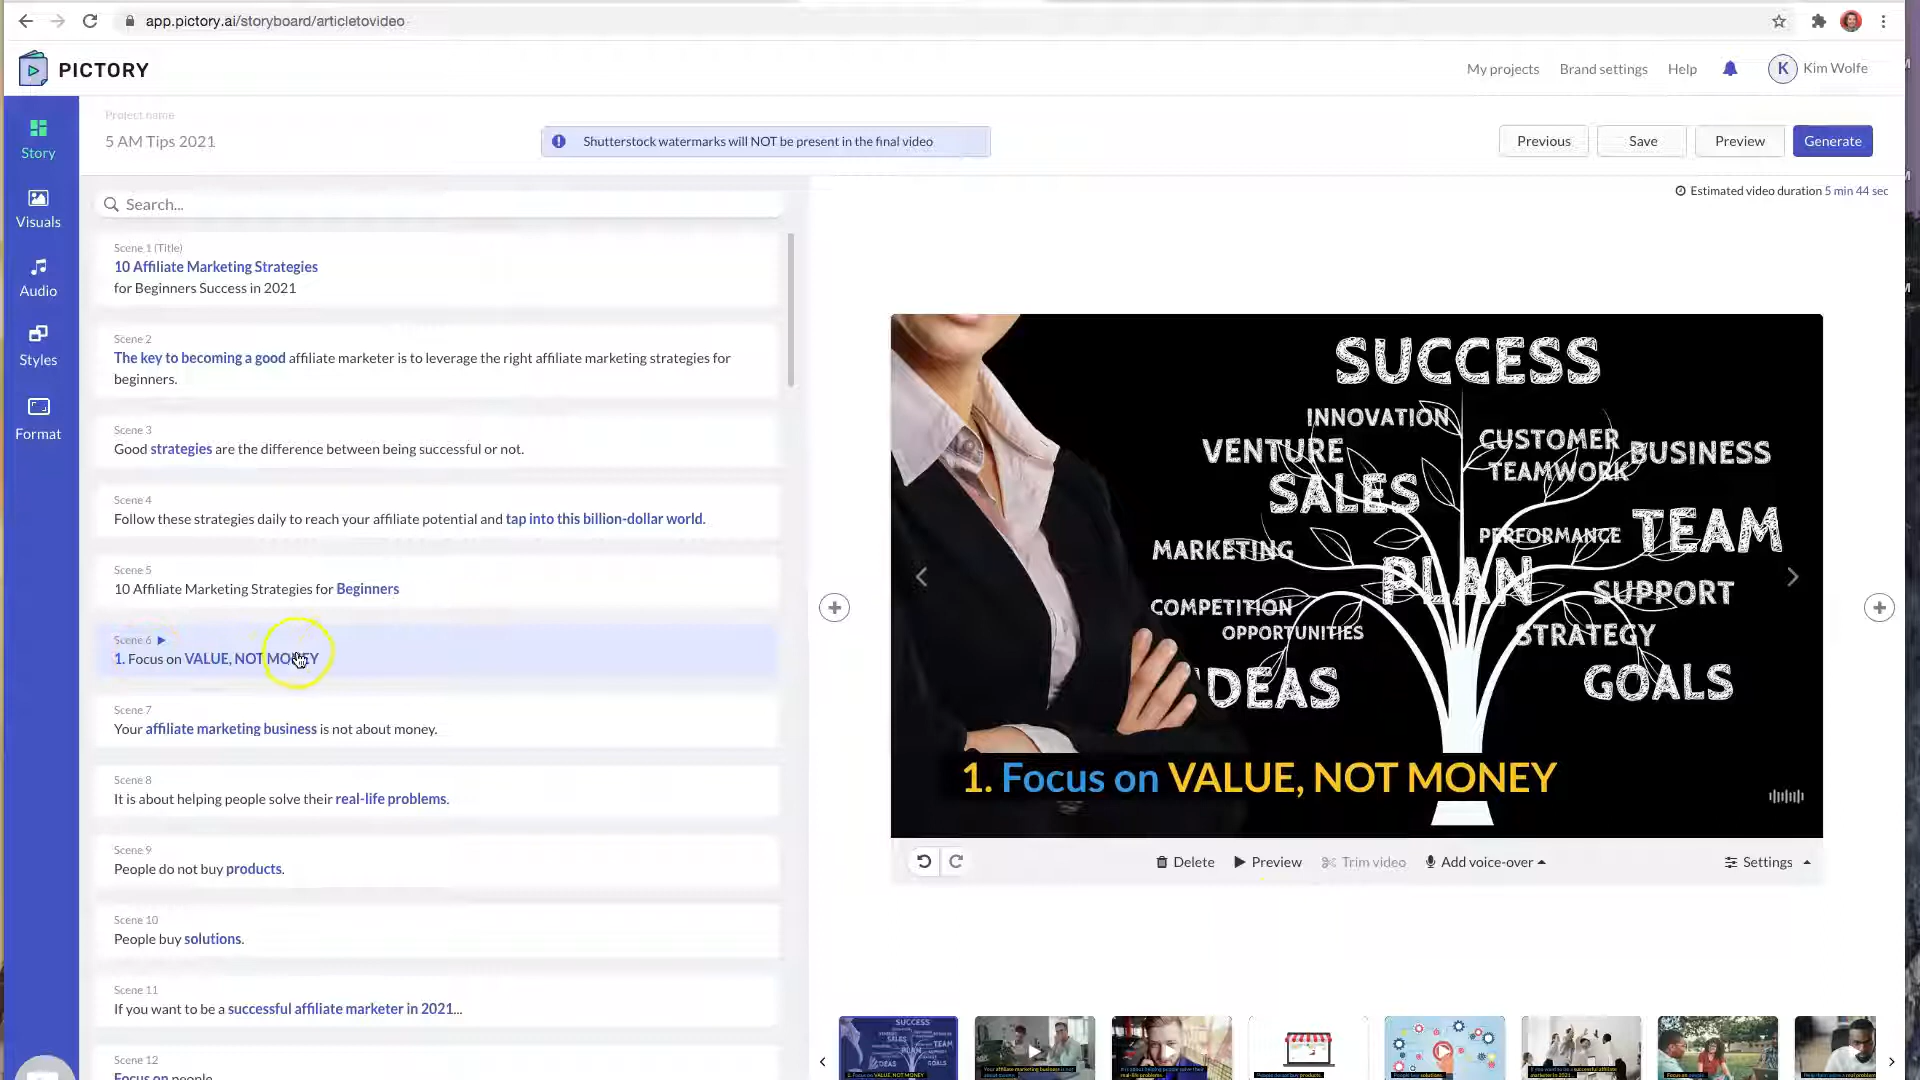 app.pictory.ai/storyboard/articletovideo
PICTORY
My projects
Brand settings
Help
K
Kim Wolfe
Project name
5 AM Tips 2021
Shutterstock watermarks will NOT be present in the final video
Previous
Save
Preview
Generate
Story
Visuals
Audio
Styles
Format
Search...
Estimated video duration 5 min 44 sec
Scene 1 (Title)
10 Affiliate Marketing Strategies
for Beginners Success in 2021
Scene 2
The key to becoming a good affiliate marketer is to leverage the right affiliate marketing strategies for
beginners.
Scene 3
Good strategies are the difference between being successful or not.
Scene 4
Follow these strategies daily to reach your affiliate potential and tap into this billion-dollar world.
Scene 5
10 Affiliate Marketing Strategies for Beginners
Scene 6
1. Focus on VALUE, NOT MONEY
Scene 7
Your affiliate marketing business is not about money.
Scene 8
It is about helping people solve their real-life problems.
Scene 9
People do not buy products.
Scene 10
People buy solutions.
Scene 11
If you want to be a successful affiliate marketer in 2021...
Scene 12
Focus on people
SUCCESS
INNOVATION
VENTURE
CUSTOMER
BUSINESS
TEAMWORK
SALES
TEAM
PERFORMANCE
MARKETING
PLAN
SUPPORT
COMPETITION
OPPORTUNITIES
STRATEGY
IDEAS
GOALS
1. Focus on VALUE, NOT MONEY
Delete
Preview
Trim video
Add voice-over
Settings